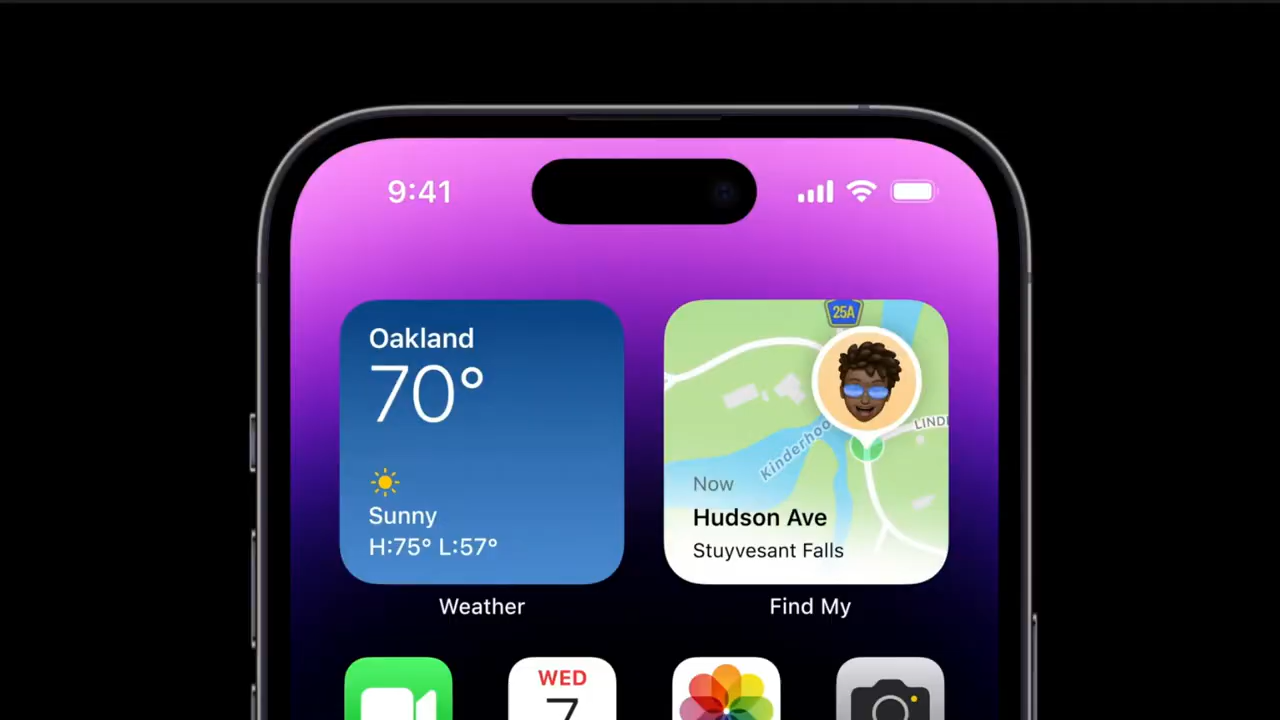 9:41
Oakland
70°
Sunny
H:75° L:57°
Weather
25A
Kinderhoo
LINDE
Now
Hudson Ave
Stuyvesant Falls
Find My
WED
7